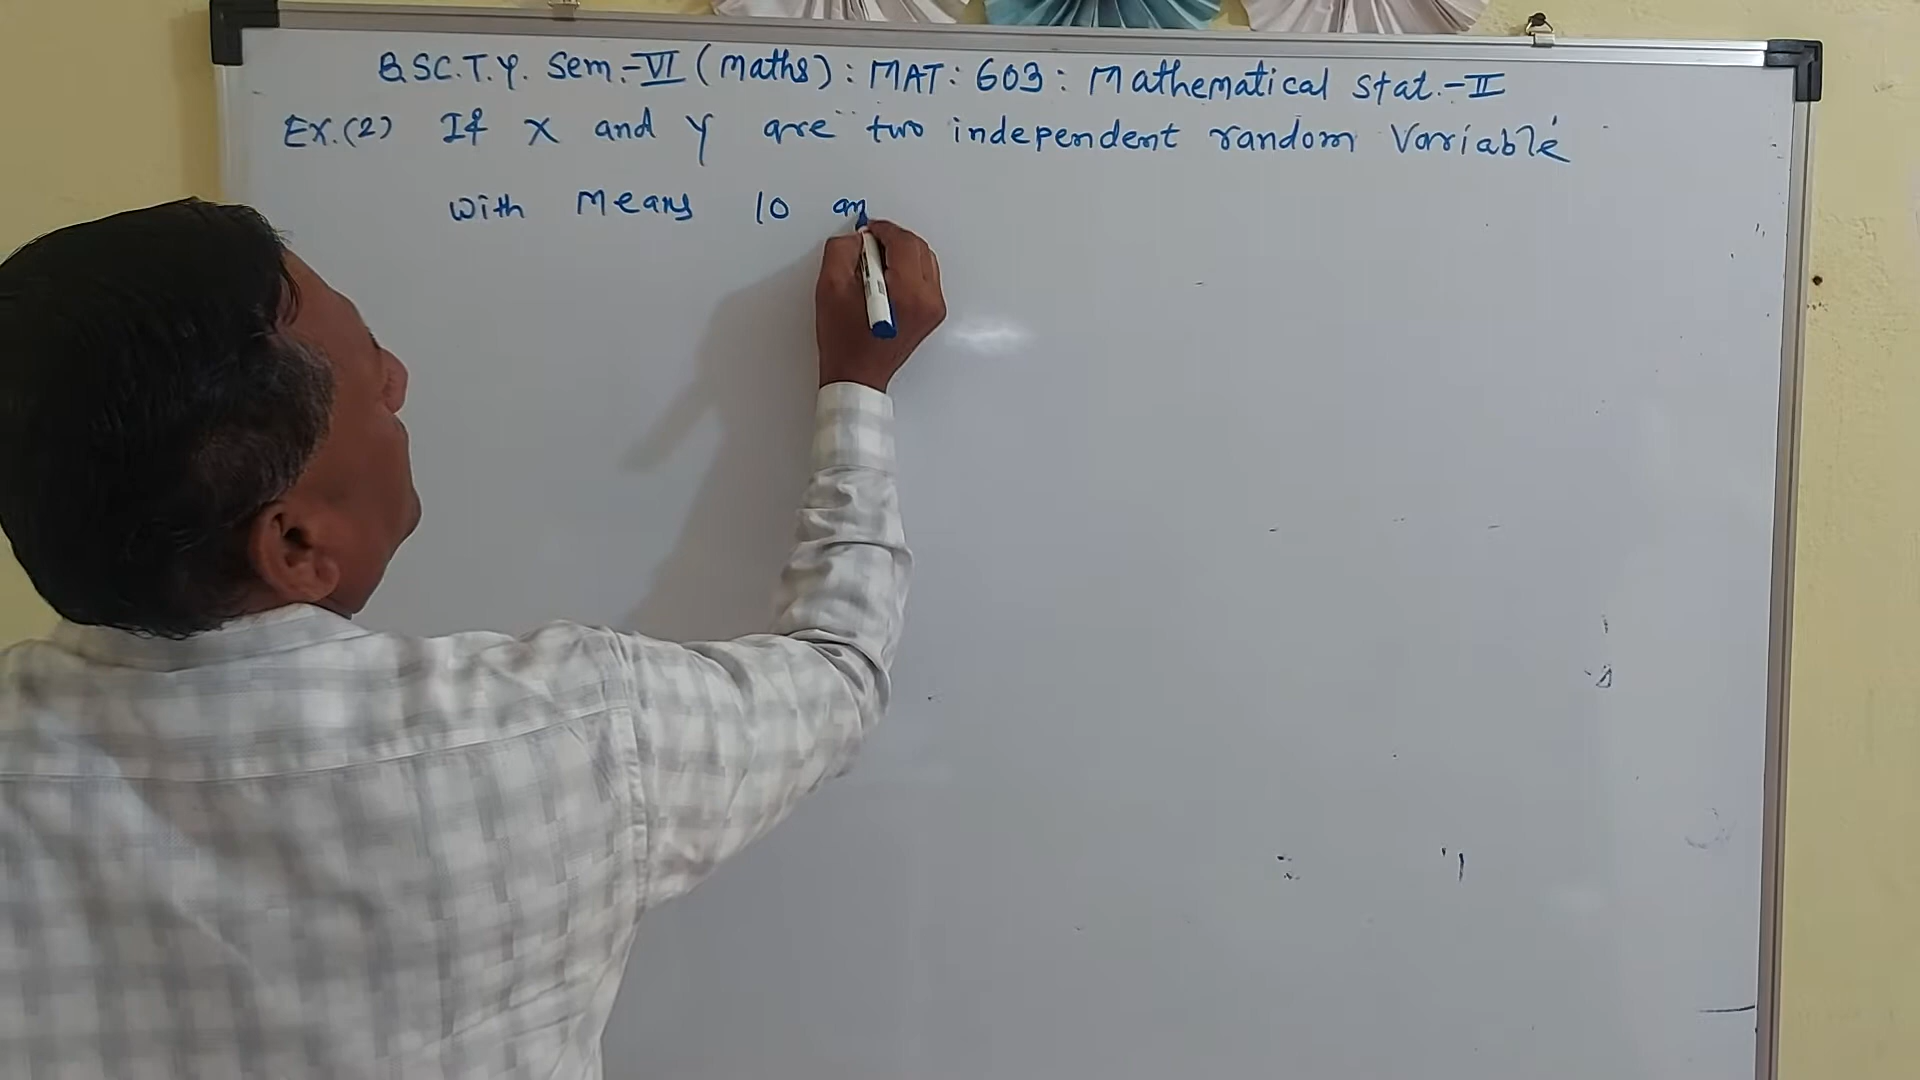 B.SC.T.Y. Sem.-VI (Maths) : MAT: 603 : Mathematical Stat.-II
Ex.(2) If X and Y are two independent random Variable
with Means 10 an